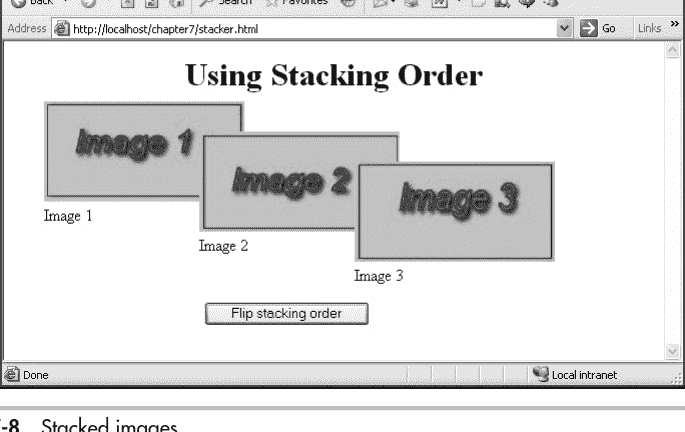 Back Search Favorites
Address http://localhost/chapter7/stacker.html Go Links »
Using Stacking Order
Image 1
Image 2
Image 3
Image 1
Image 2
Image 3
Flip stacking order
Done Local intranet
-8 Stacked images